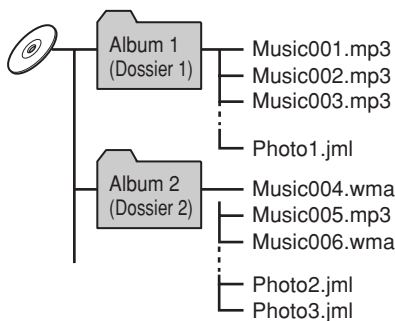 Album 1
(Dossier 1)
Music001.mp3
Music002.mp3
Music003.mp3
Photo1.jml
Album 2
(Dossier 2)
Music004.wma
Music005.mp3
Music006.wma
Photo2.jml
Photo3.jml